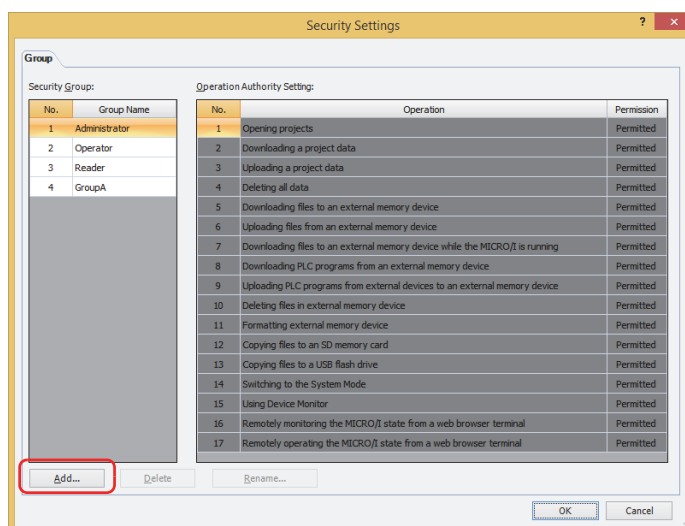 Security Settings ? ×
Group
Security Group: Operation Authority Setting:
No. Group Name No. Operation Permission
1 Administrator 1 Opening projects Permitted
2 Operator 2 Downloading a project data Permitted
3 Reader 3 Uploading a project data Permitted
4 GroupA 4 Deleting all data Permitted
5 Downloading files to an external memory device Permitted
6 Uploading files from an external memory device Permitted
7 Downloading files to an external memory device while the MICRO/I is running Permitted
8 Downloading PLC programs from an external memory device Permitted
9 Uploading PLC programs from external devices to an external memory device Permitted
10 Deleting files in external memory device Permitted
11 Formatting external memory device Permitted
12 Copying files to an SD memory card Permitted
13 Copying files to a USB flash drive Permitted
14 Switching to the System Mode Permitted
15 Using Device Monitor Permitted
16 Remotely monitoring the MICRO/I state from a web browser terminal Permitted
17 Remotely operating the MICRO/I state from a web browser terminal Permitted
Add... Delete Rename...
OK Cancel